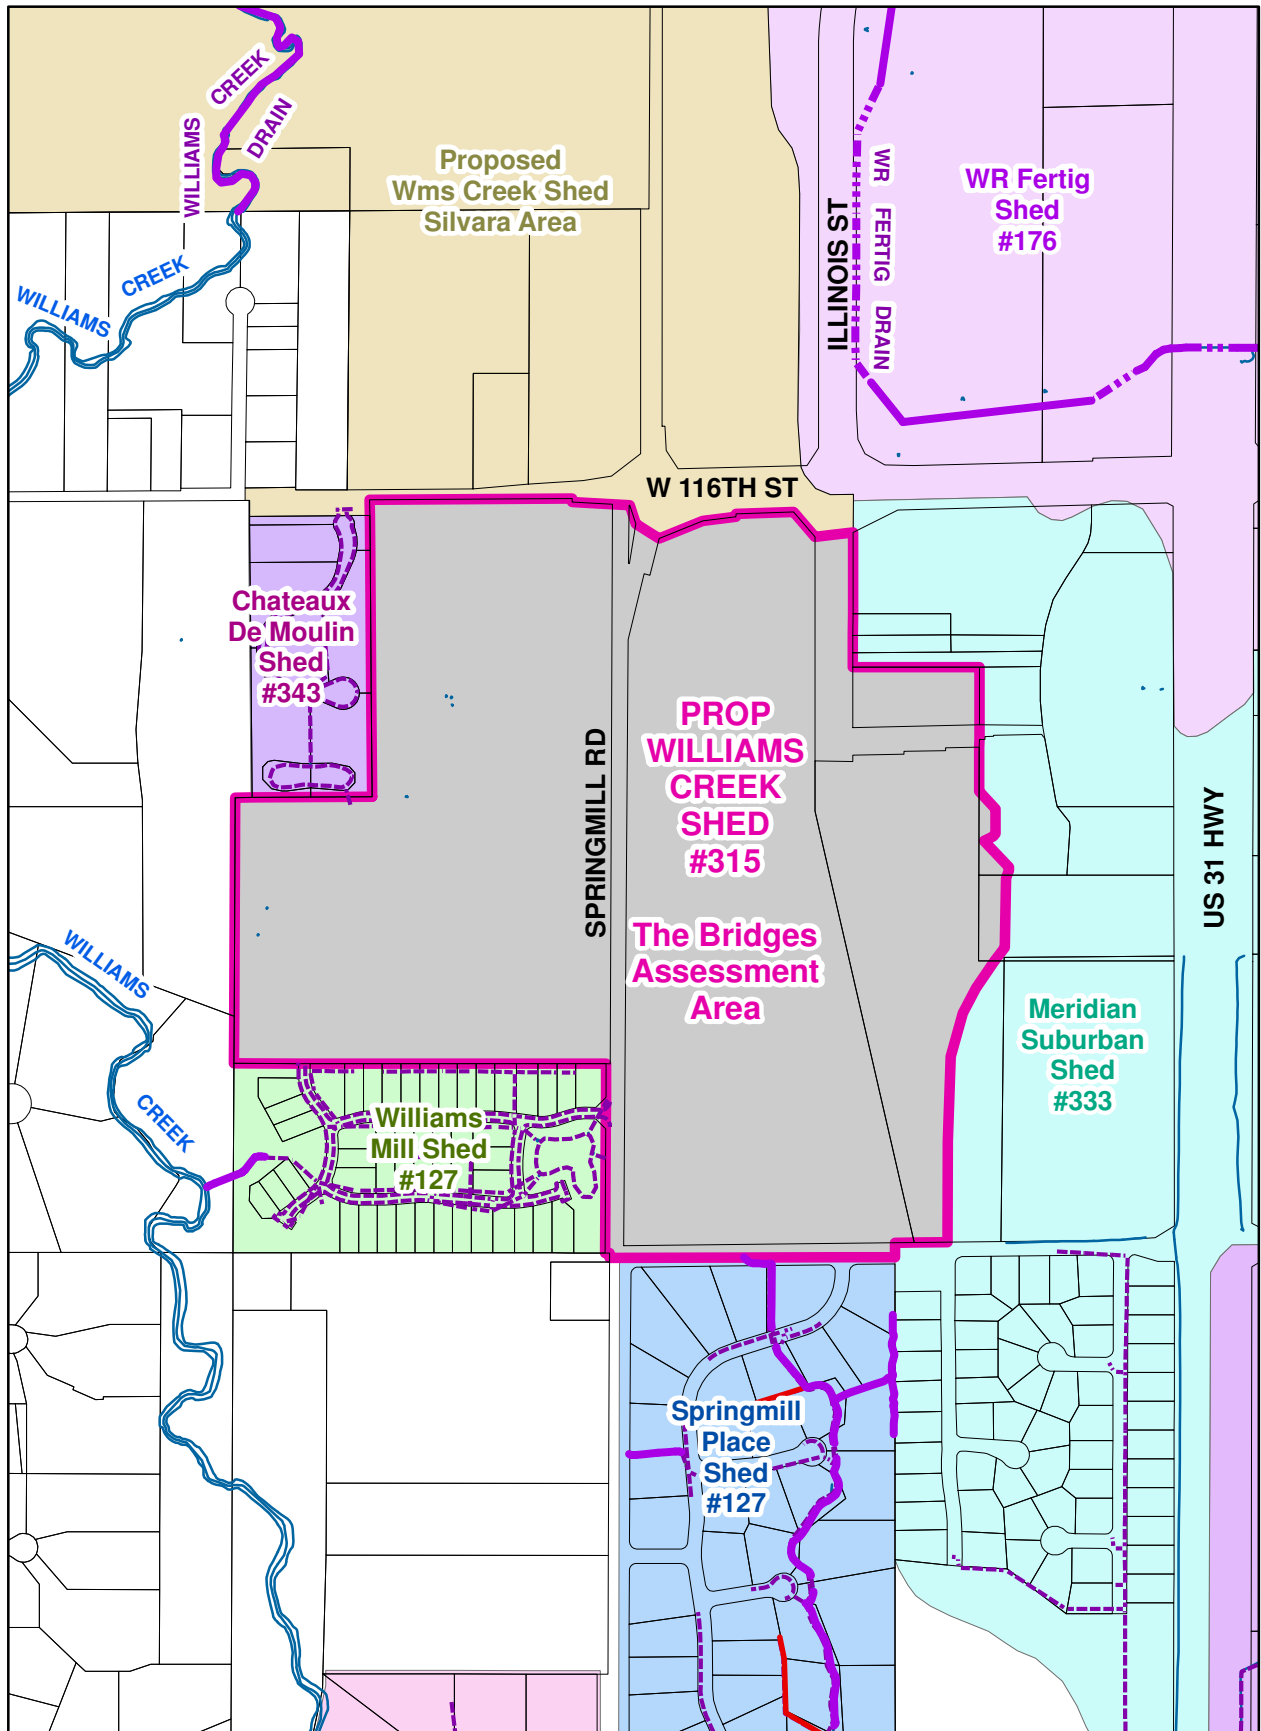 WILLIAMS
CREEK
DRAIN
Proposed
Wms Creek Shed
Silvara Area
WR FERTIG DRAIN
ILLINOIS ST
WR Fertig
Shed
#176
WILLIAMS
CREEK
W 116TH ST
Chateaux
De Moulin
Shed
#343
SPRINGMILL RD
PROP
WILLIAMS
CREEK
SHED
#315
The Bridges
Assessment
Area
US 31 HWY
WILLIAMS
CREEK
Meridian
Suburban
Shed
#333
Williams
Mill Shed
#127
Springmill
Place
Shed
#127